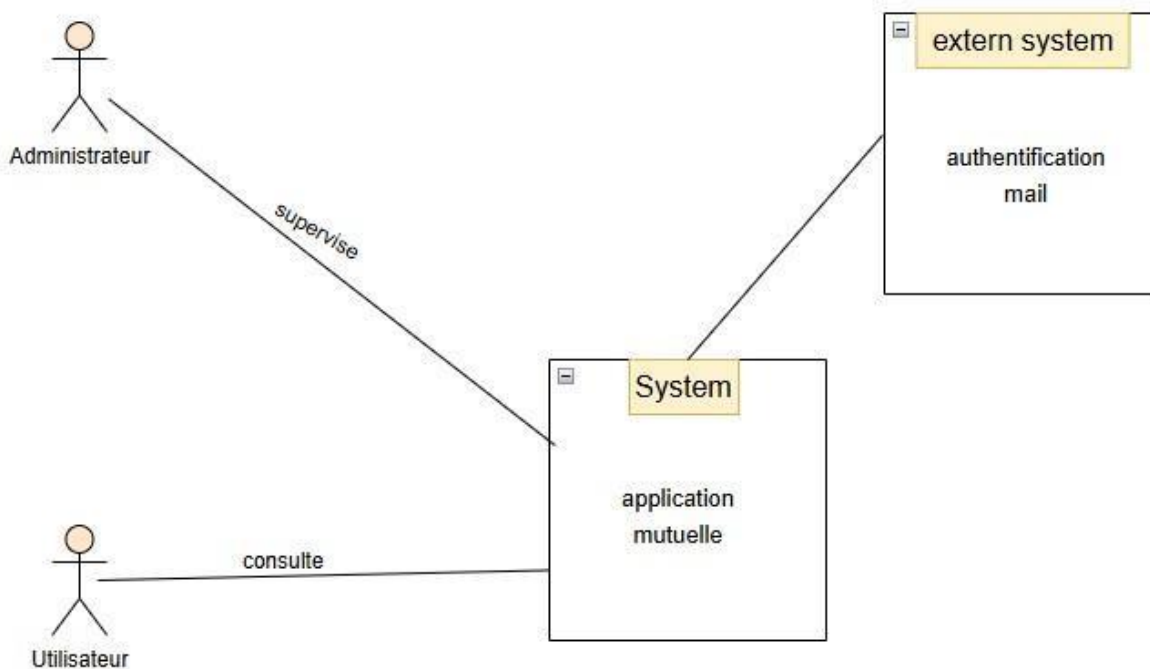 extern system
authentification
mail
Administrateur
supervise
System
application
mutuelle
consulte
Utilisateur